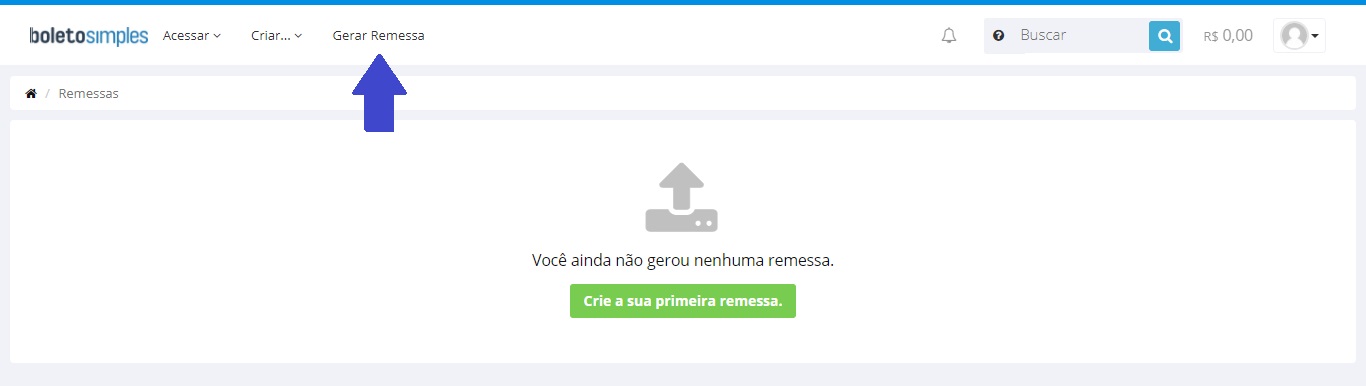 boletosimples Acessar Criar... Gerar Remessa Buscar R$ 0,00
/ Remessas
Você ainda não gerou nenhuma remessa.
Crie a sua primeira remessa.